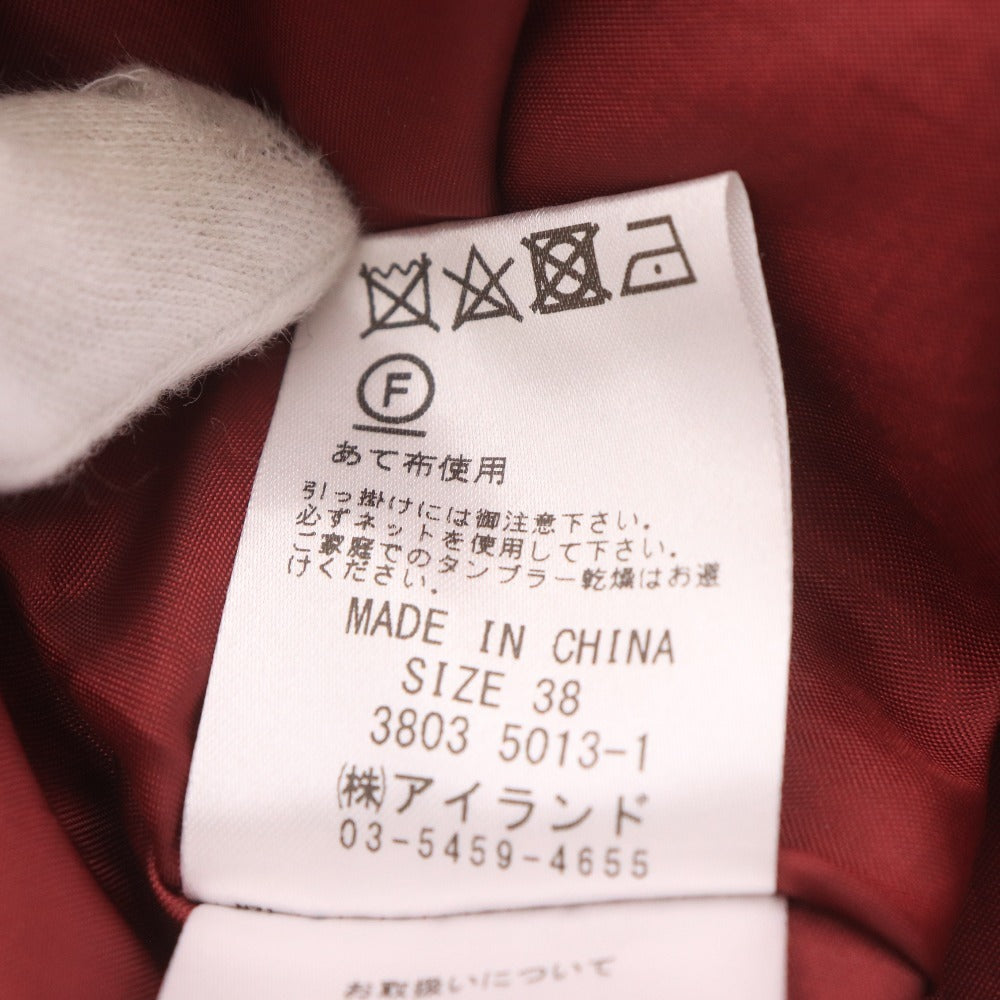 F
あて布使用
引っ掛けには御注意下さい。
必ずネットを使用して下さい。
ご家庭でのタンブラー乾燥はお避
けください。
MADE IN CHINA
SIZE 38
3803 5013-1
㈱アイランド
03-5459-4655
お取扱いについて